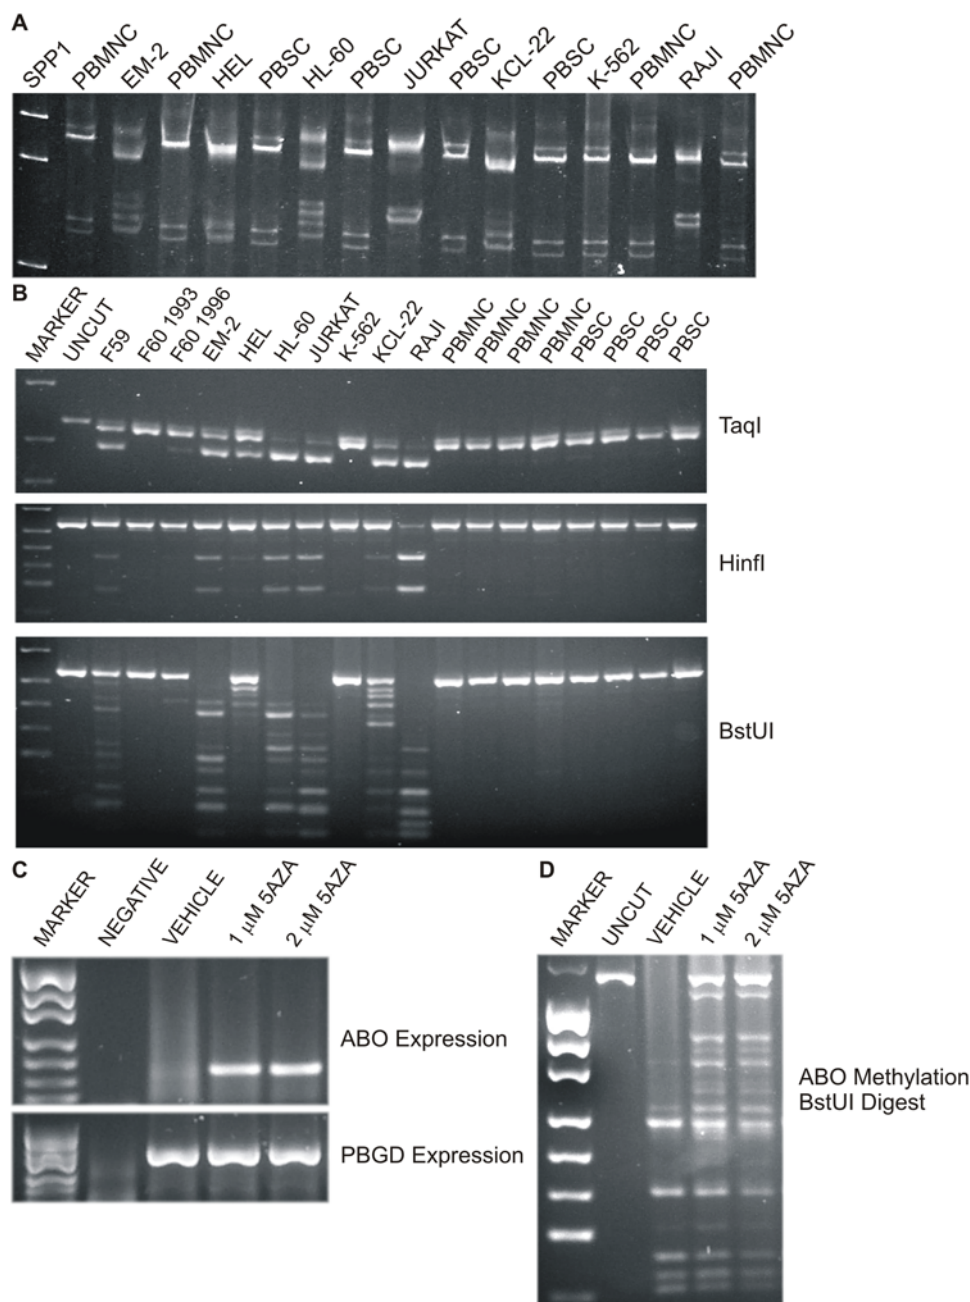 A
SPP1
PBMNC
EM-2
PBMNC
HEL
PBSC
HL-60
PBSC
JURKAT
PBSC
KCL-22
PBSC
K-562
PBMNC
RAJI
PBMNC
B
MARKER
UNCUT
F59
F60 1993
F60 1996
EM-2
HEL
HL-60
JURKAT
K-562
KCL-22
RAJI
PBMNC
PBMNC
PBMNC
PBMNC
PBSC
PBSC
PBSC
PBSC
TaqI
HinfI
BstUI
C
MARKER
NEGATIVE
VEHICLE
1 µM 5AZA
2 µM 5AZA
ABO Expression
PBGD Expression
D
MARKER
UNCUT
VEHICLE
1 µM 5AZA
2 µM 5AZA
ABO Methylation
BstUI Digest